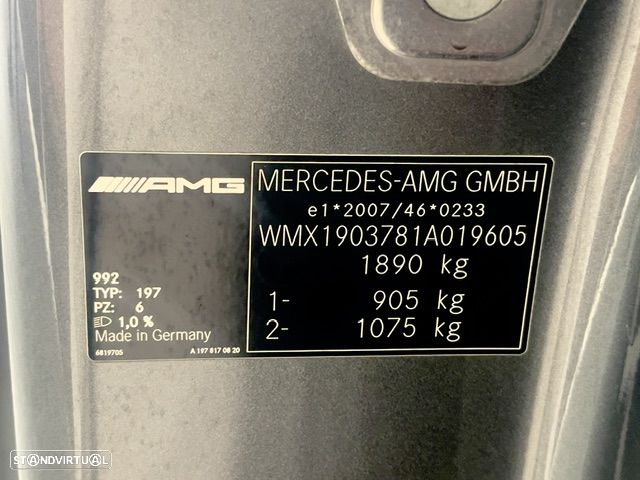 AMG
992
TYP: 197
PZ: 6
1,0 %
Made in Germany
6819705
A 197 817 08 20
MERCEDES-AMG GMBH
e1*2007/46*0233
WMX1903781A019605
1890 kg
1- 905 kg
2- 1075 kg
STANDVIRTUAL